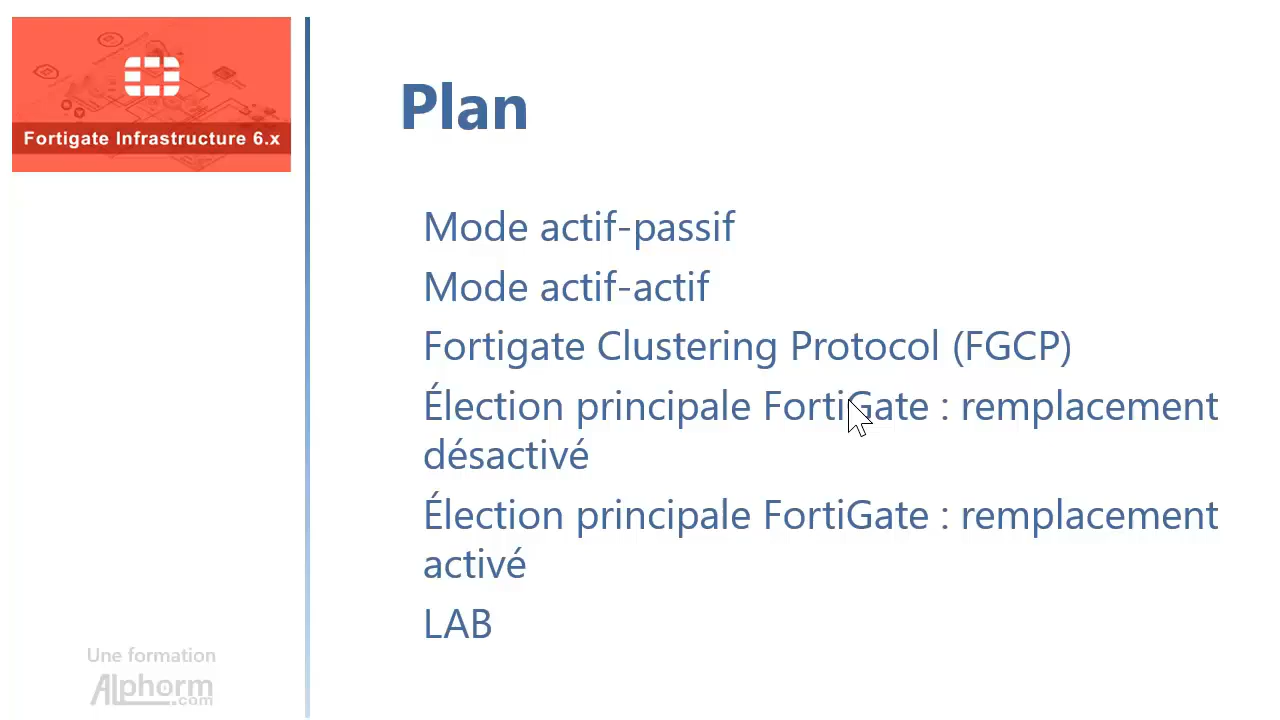 Fortigate Infrastructure 6.x
Plan
Mode actif-passif
Mode actif-actif
Fortigate Clustering Protocol (FGCP)
Élection principale FortiGate : remplacement
désactivé
Élection principale FortiGate : remplacement
activé
LAB
Une formation
Alphorm
.com